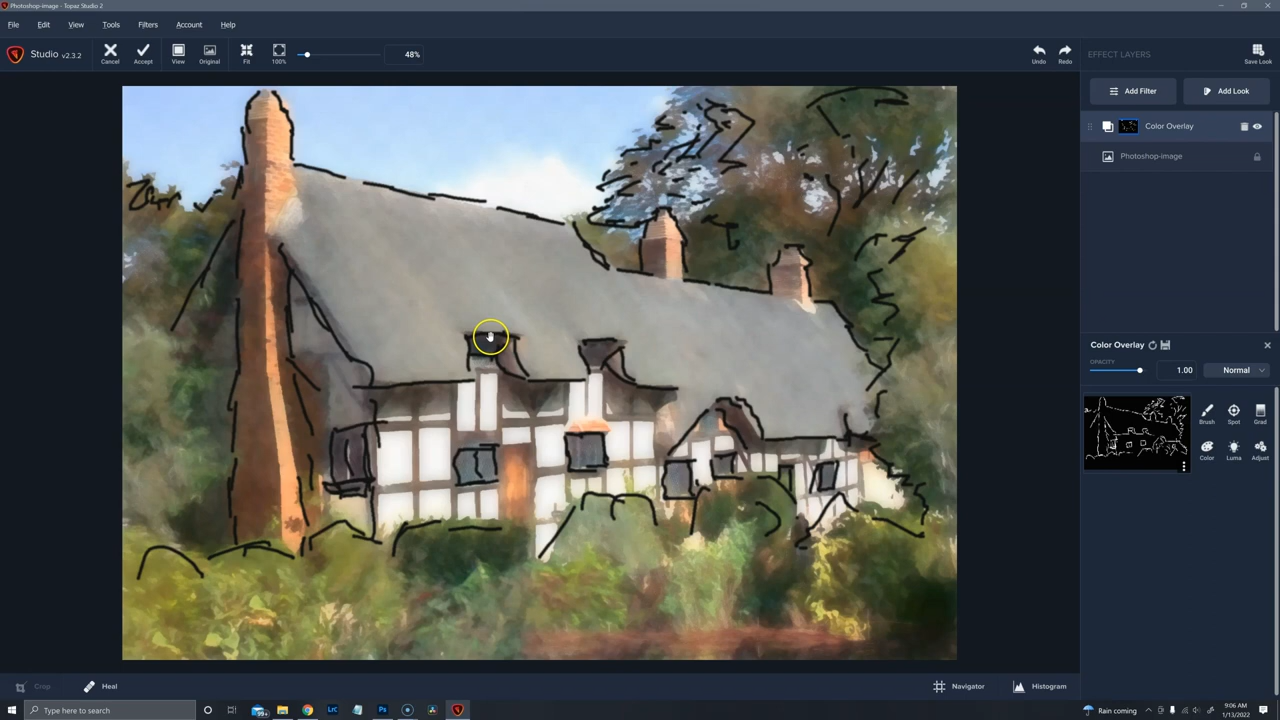 Photoshop-image - Topaz Studio 2
File Edit View Tools Filters Account Help
Studio v2.3.2 Cancel Accept View Original Fit 100% 48% Undo Redo EFFECT LAYERS Save Look
Add Filter Add Look
Color Overlay
Photoshop-image
Color Overlay
OPACITY 1.00 Normal
Brush Spot Grad
Color Luma Adjust
Crop Heal Navigator Histogram
Type here to search 99+ LrC Ps Rain coming 9:06 AM
1/13/2022